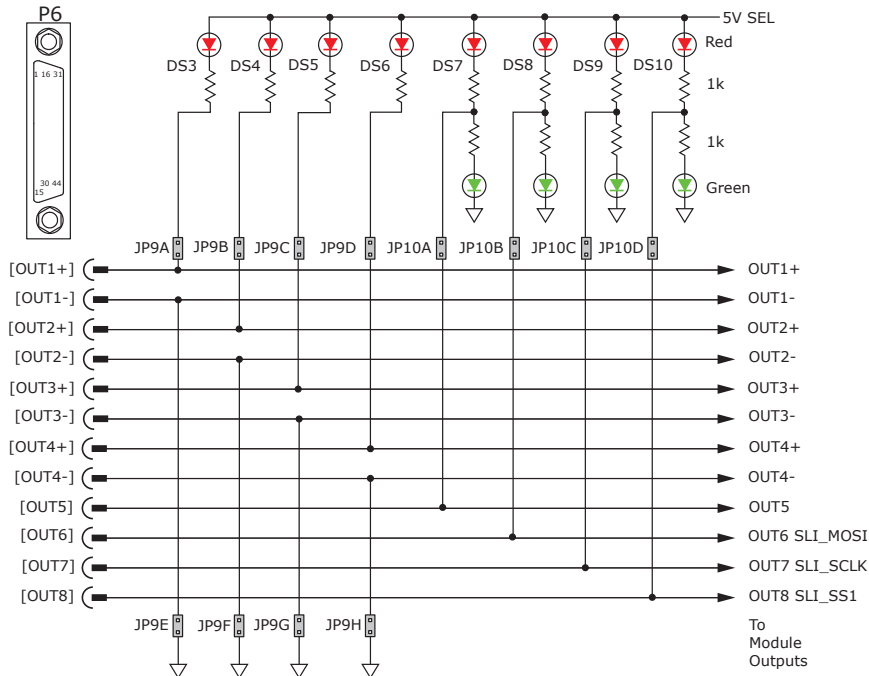 P6
5V SEL
Red
DS3 DS4 DS5 DS6 DS7 DS8 DS9 DS10
1 16 31
1k
1k
30 44
15
Green
JP9A JP9B JP9C JP9D JP10A JP10B JP10C JP10D
[OUT1+] OUT1+
[OUT1-] OUT1-
[OUT2+] OUT2+
[OUT2-] OUT2-
[OUT3+] OUT3+
[OUT3-] OUT3-
[OUT4+] OUT4+
[OUT4-] OUT4-
[OUT5] OUT5
[OUT6] OUT6 SLI_MOSI
[OUT7] OUT7 SLI_SCLK
[OUT8] OUT8 SLI_SS1
JP9E JP9F JP9G JP9H
To
Module
Outputs